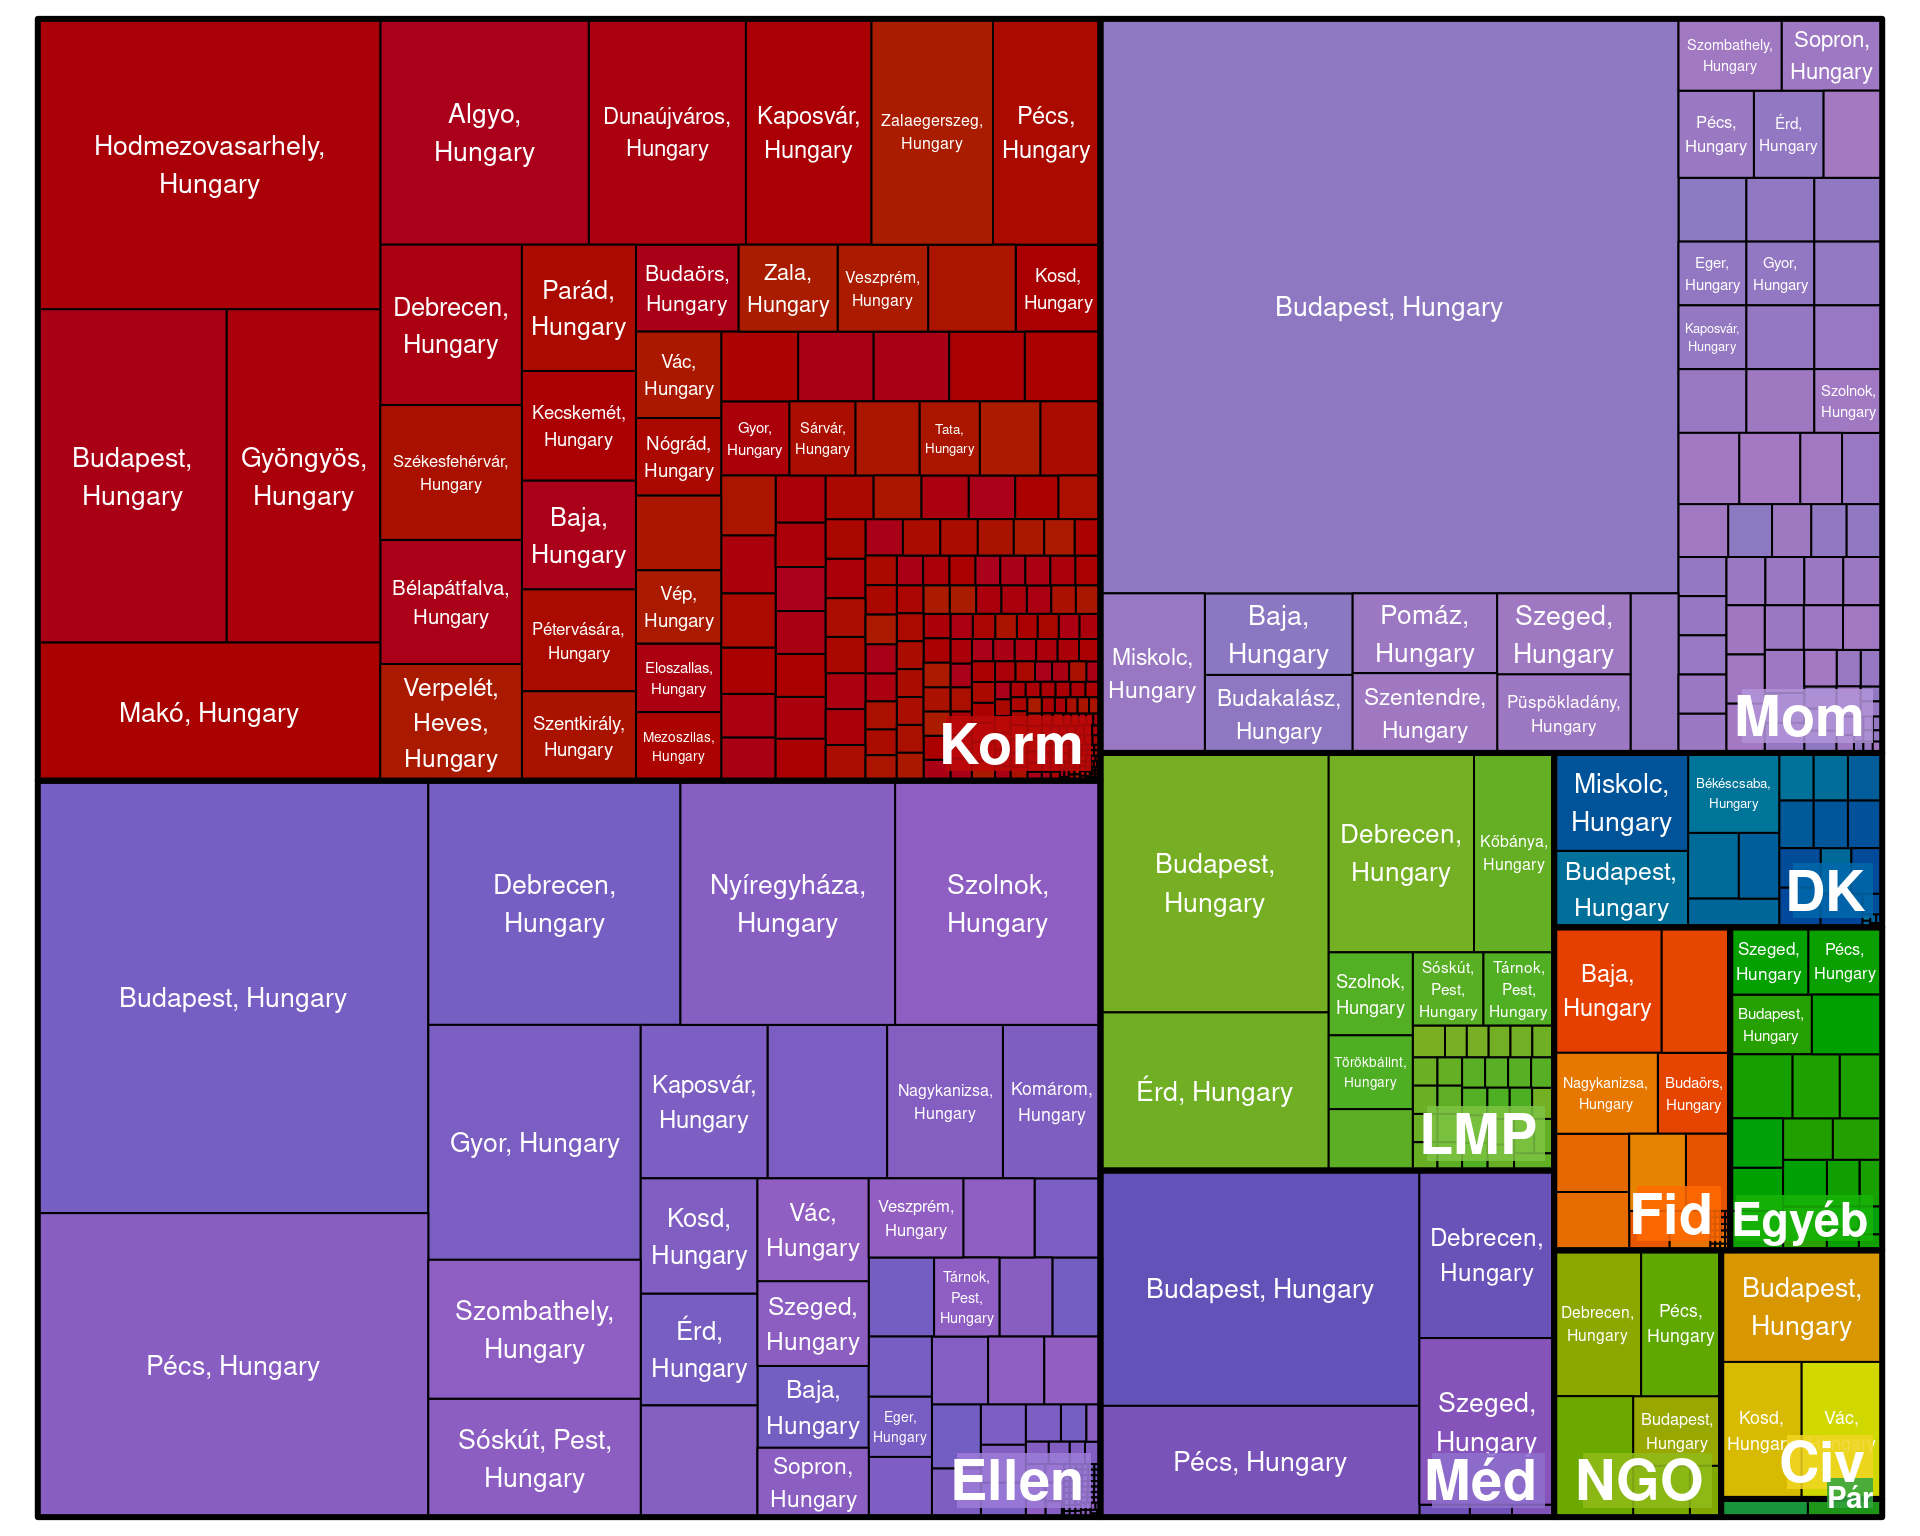 Hodmezovasarhely,
Hungary
Algyo,
Hungary
Dunaújváros,
Hungary
Kaposvár,
Hungary
Zalaegerszeg,
Hungary
Pécs,
Hungary
Budapest,
Hungary
Gyöngyös,
Hungary
Makó, Hungary
Debrecen,
Hungary
Székesfehérvár,
Hungary
Bélapátfalva,
Hungary
Verpelét,
Heves,
Hungary
Parád,
Hungary
Kecskemét,
Hungary
Baja,
Hungary
Pétervására,
Hungary
Szentkirály,
Hungary
Budaörs,
Hungary
Zala,
Hungary
Veszprém,
Hungary
Kosd,
Hungary
Vác,
Hungary
Nógrád,
Hungary
Vép,
Hungary
Eloszallas,
Hungary
Mezoszilas,
Hungary
Gyor,
Hungary
Sárvár,
Hungary
Tata,
Hungary
Korm
Budapest, Hungary
Szombathely,
Hungary
Sopron,
Hungary
Pécs,
Hungary
Érd,
Hungary
Eger,
Hungary
Gyor,
Hungary
Kaposvár,
Hungary
Szolnok,
Hungary
Miskolc,
Hungary
Baja,
Hungary
Budakalász,
Hungary
Pomáz,
Hungary
Szentendre,
Hungary
Szeged,
Hungary
Püspökladány,
Hungary
Mom
Budapest, Hungary
Pécs, Hungary
Debrecen,
Hungary
Nyíregyháza,
Hungary
Szolnok,
Hungary
Gyor, Hungary
Szombathely,
Hungary
Sóskút, Pest,
Hungary
Kaposvár,
Hungary
Nagykanizsa,
Hungary
Komárom,
Hungary
Kosd,
Hungary
Érd,
Hungary
Vác,
Hungary
Szeged,
Hungary
Baja,
Hungary
Sopron,
Hungary
Veszprém,
Hungary
Tárnok,
Pest,
Hungary
Eger,
Hungary
Ellen
Budapest,
Hungary
Érd, Hungary
Debrecen,
Hungary
Kőbánya,
Hungary
Szolnok,
Hungary
Sóskút,
Pest,
Hungary
Tárnok,
Pest,
Hungary
Törökbálint,
Hungary
LMP
Miskolc,
Hungary
Budapest,
Hungary
Békéscsaba,
Hungary
DK
Baja,
Hungary
Nagykanizsa,
Hungary
Budaörs,
Hungary
Fid
Szeged,
Hungary
Pécs,
Hungary
Budapest,
Hungary
Egyéb
Budapest, Hungary
Pécs, Hungary
Debrecen,
Hungary
Szeged,
Hungary
Méd
Debrecen,
Hungary
Pécs,
Hungary
Budapest,
Hungary
NGO
Budapest,
Hungary
Kosd,
Hungary
Vác,
Hungary
Civ
Pár